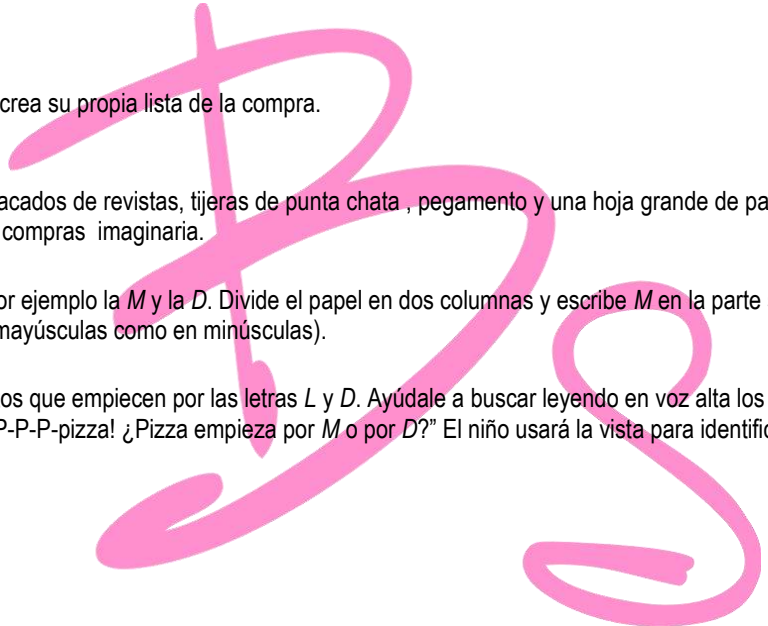 crea su propia lista de la compra.
acados de revistas, tijeras de punta chata , pegamento y una hoja grande de pa
compras imaginaria.
or ejemplo la M y la D. Divide el papel en dos columnas y escribe M en la parte
mayúsculas como en minúsculas).
os que empiecen por las letras L y D. Ayúdale a buscar leyendo en voz alta los
P-P-P-pizza! ¿Pizza empieza por M o por D?” El niño usará la vista para identific
BS